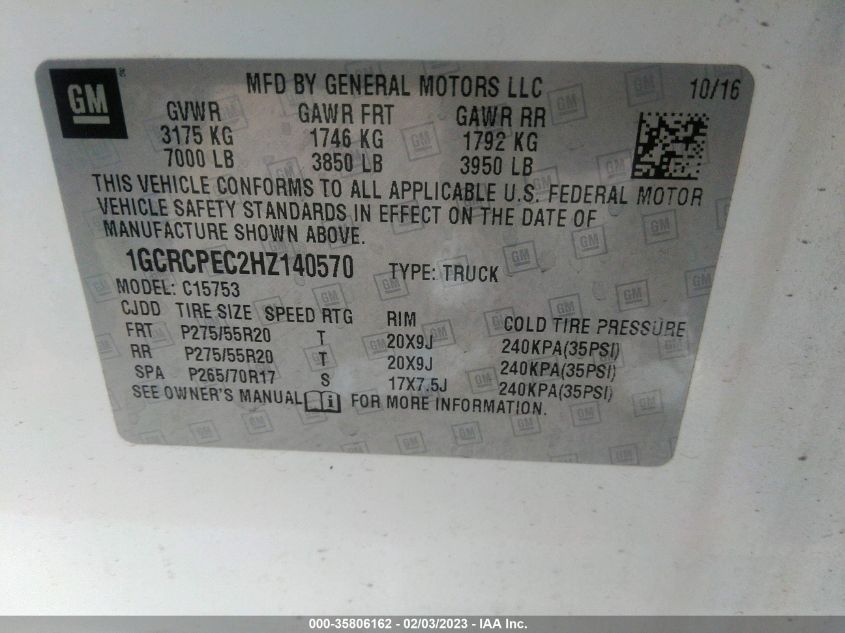 GM
MFD BY GENERAL MOTORS LLC 10/16
GVWR GAWR FRT GAWR RR
3175 KG 1746 KG 1792 KG
7000 LB 3850 LB 3950 LB
THIS VEHICLE CONFORMS TO ALL APPLICABLE U.S. FEDERAL MOTOR
VEHICLE SAFETY STANDARDS IN EFFECT ON THE DATE OF
MANUFACTURE SHOWN ABOVE.
1GCRCPEC2HZ140570 TYPE: TRUCK
MODEL: C15753
CJDD TIRE SIZE SPEED RTG RIM COLD TIRE PRESSURE
FRT P275/55R20 T 20X9J 240KPA(35PSI)
RR P275/55R20 T 20X9J 240KPA(35PSI)
SPA P265/70R17 S 17X7.5J 240KPA(35PSI)
SEE OWNER'S MANUAL i FOR MORE INFORMATION.
000-35806162 - 02/03/2023 - IAA Inc.